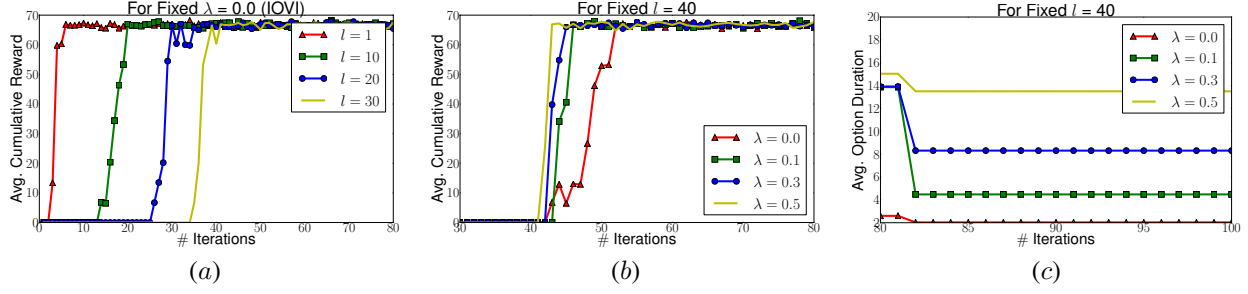 For Fixed λ = 0.0 (IOVI)
Avg. Cumulative Reward
70
60
50
40
30
20
10
0
l = 1
l = 10
l = 20
l = 30
0 10 20 30 40 50 60 70 80
# Iterations
(a)
For Fixed l = 40
Avg. Cumulative Reward
70
60
50
40
30
20
10
0
λ = 0.0
λ = 0.1
λ = 0.3
λ = 0.5
30 40 50 60 70 80
# Iterations
(b)
For Fixed l = 40
Avg. Option Duration
20
18
16
14
12
10
8
6
4
2
λ = 0.0
λ = 0.1
λ = 0.3
λ = 0.5
80 85 90 95 100
# Iterations
(c)